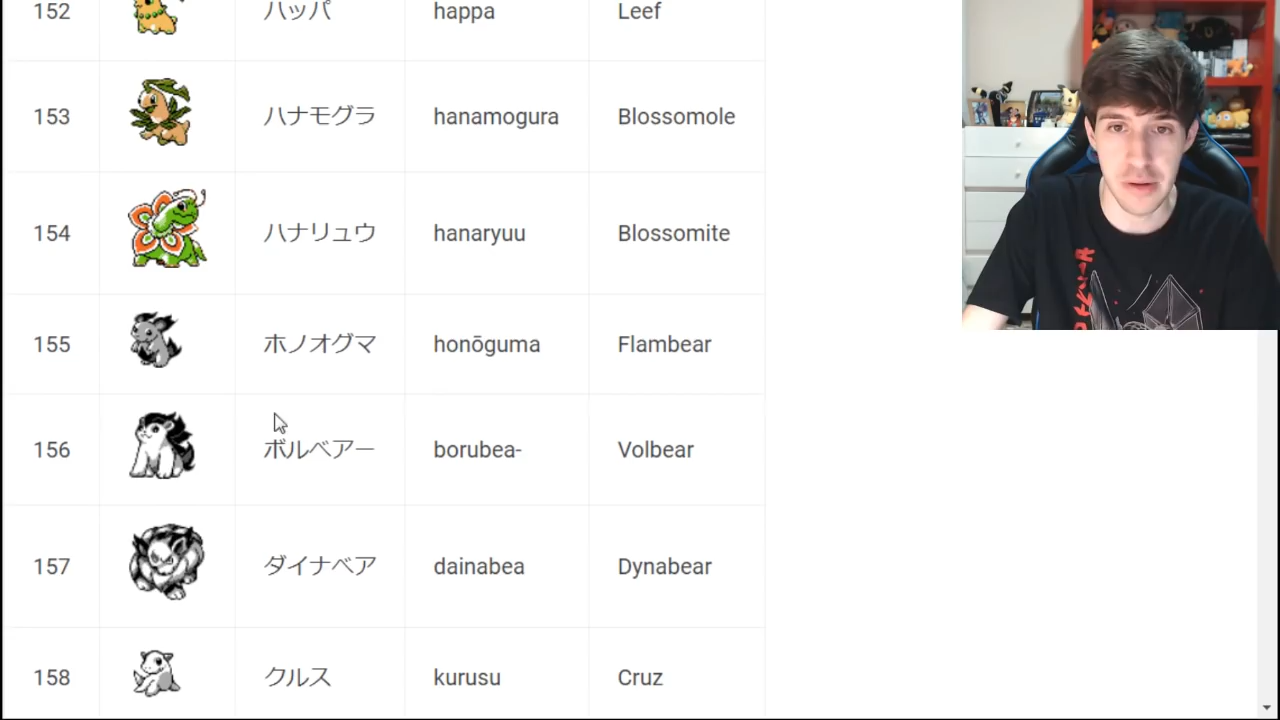 152 ハッパ happa Leef
153 ハナモグラ hanamogura Blossomole
154 ハナリュウ hanaryuu Blossomite
155 ホノオグマ honōguma Flambear
156 ボルベアー borubea- Volbear
157 ダイナベア dainabea Dynabear
158 クルス kurusu Cruz